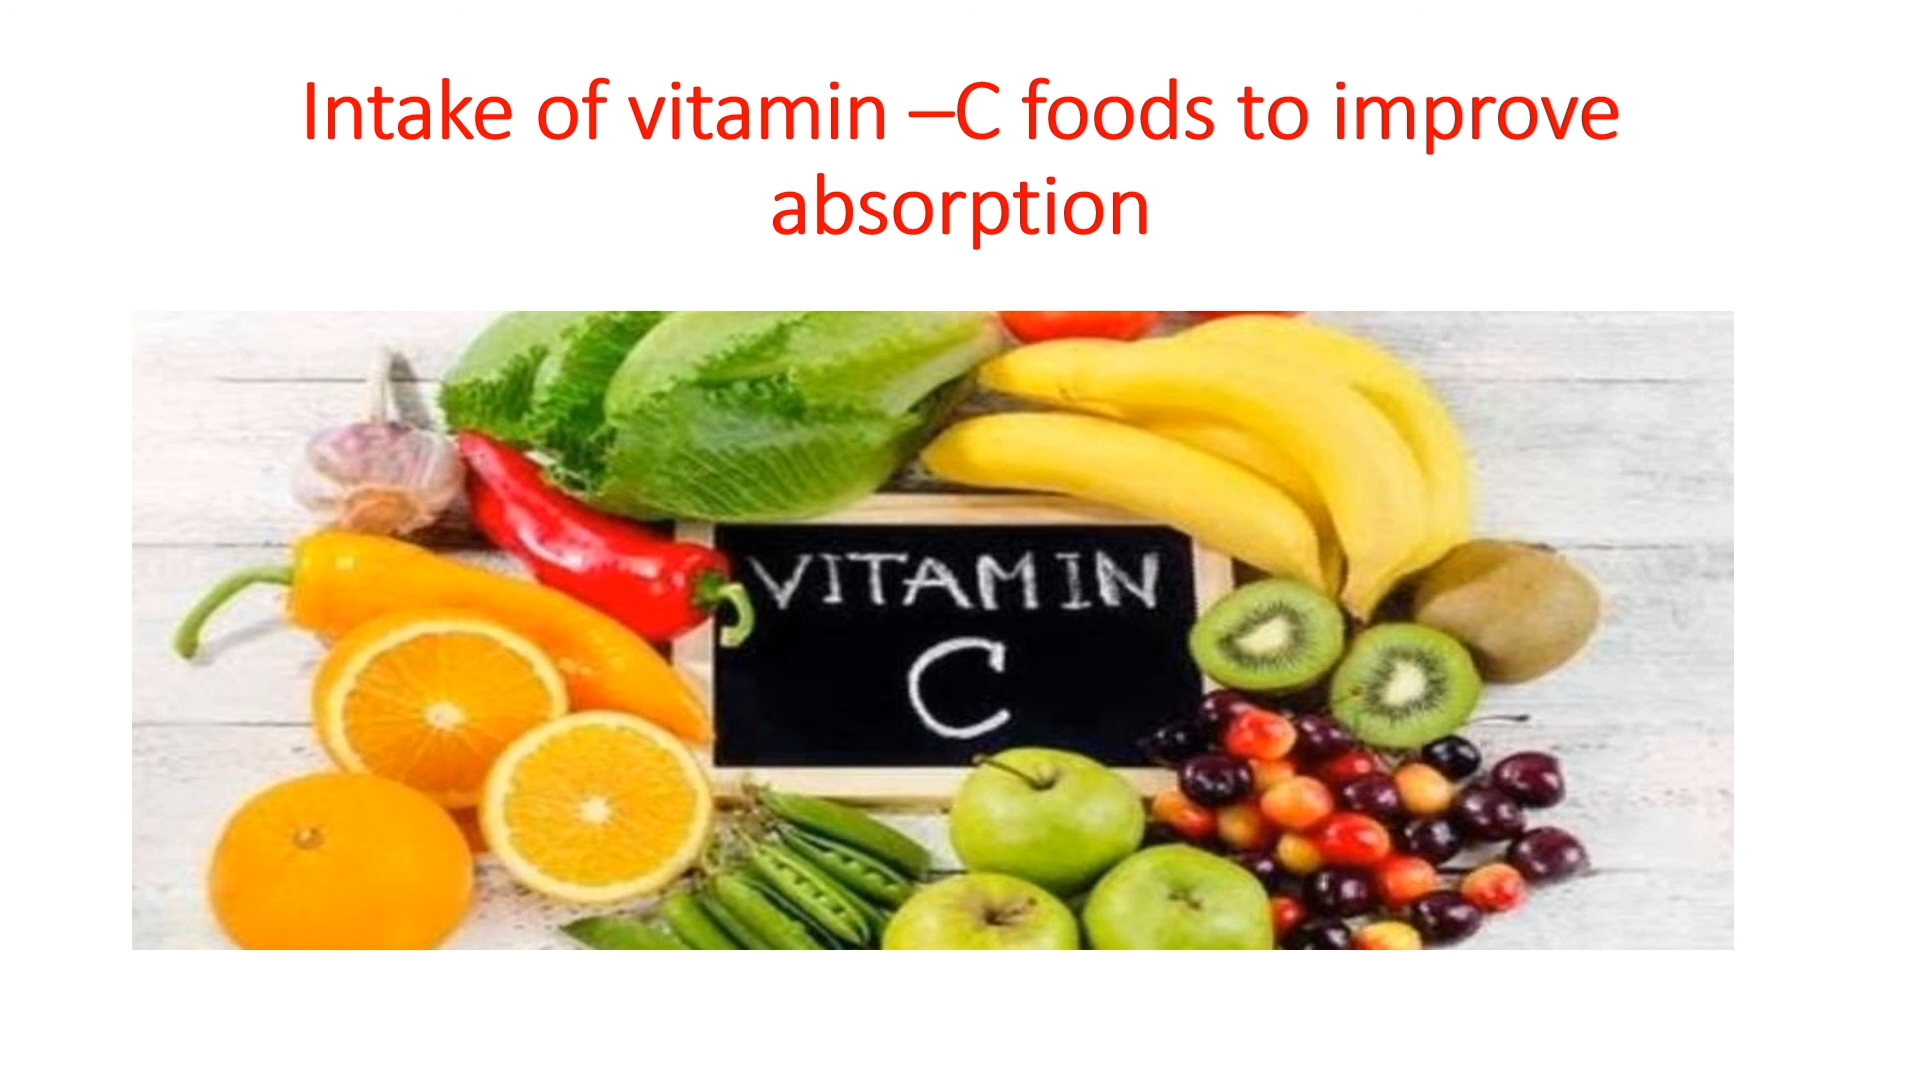 Intake of vitamin –C foods to improve
absorption
VITAMIN
C